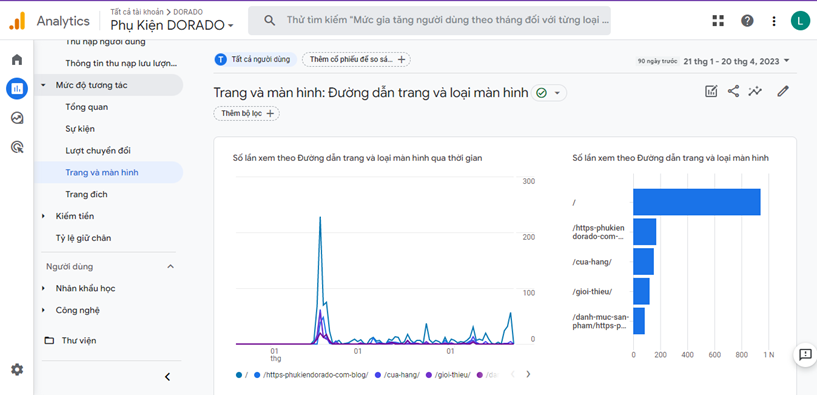 Analytics
Tất cả tài khoản > DORADO
Phụ Kiện DORADO
Thử tìm kiếm "Mức gia tăng người dùng theo tháng đối với từng loại ...
L
Thu nạp người dùng
Thông tin thu nạp lưu lượn...
Mức độ tương tác
Tổng quan
Sự kiện
Lượt chuyển đổi
Trang và màn hình
Trang đích
Kiếm tiền
Tỷ lệ giữ chân
Người dùng
Nhân khẩu học
Công nghệ
Thư viện
T Tất cả người dùng
Thêm cổ phiếu để so sá... +
90 ngày trước 21 thg 1 - 20 thg 4, 2023
Trang và màn hình: Đường dẫn trang và loại màn hình
Thêm bộ lọc +
Số lần xem theo Đường dẫn trang và loại màn hình qua thời gian
300
200
100
0
01
thg
01
01
/ /https-phukiendorado-com-blog/ /cua-hang/ /gioi-thieu/ /da
Số lần xem theo Đường dẫn trang và loại màn hình
/
/https-phukien
dorado-com-...
/cua-hang/
/gioi-thieu/
/danh-muc-san-
pham/https-p...
0 200 400 600 800 1 N